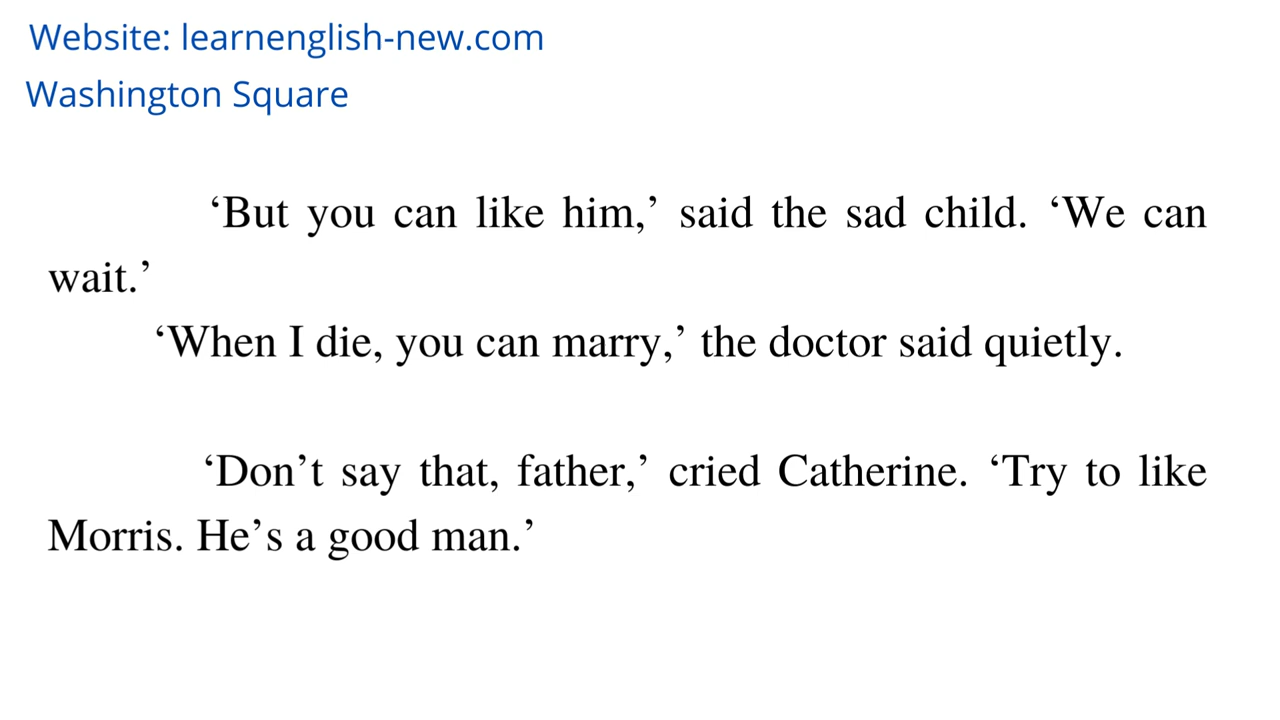 Website: learnenglish-new.com
Washington Square
‘But you can like him,’ said the sad child. ‘We can
wait.’
‘When I die, you can marry,’ the doctor said quietly.
‘Don’t say that, father,’ cried Catherine. ‘Try to like
Morris. He’s a good man.’